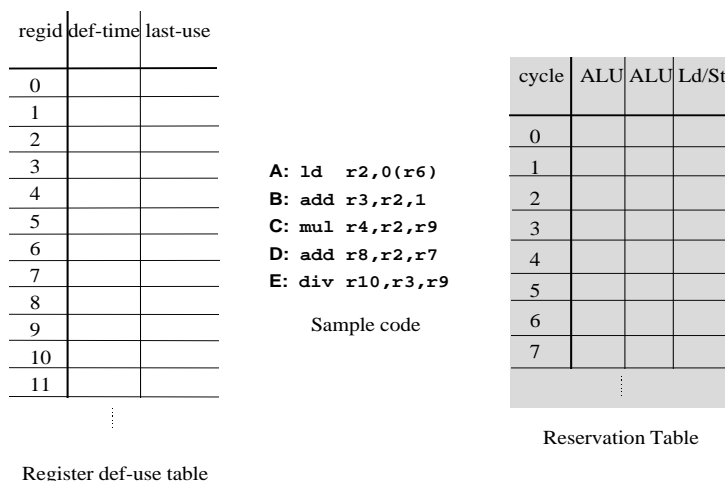 regid def-time last-use
0
1
2
3
4
5
6
7
8
9
10
11
Register def-use table
A: ld r2,0(r6)
B: add r3,r2,1
C: mul r4,r2,r9
D: add r8,r2,r7
E: div r10,r3,r9
Sample code
cycle ALU ALU Ld/St
0
1
2
3
4
5
6
7
Reservation Table